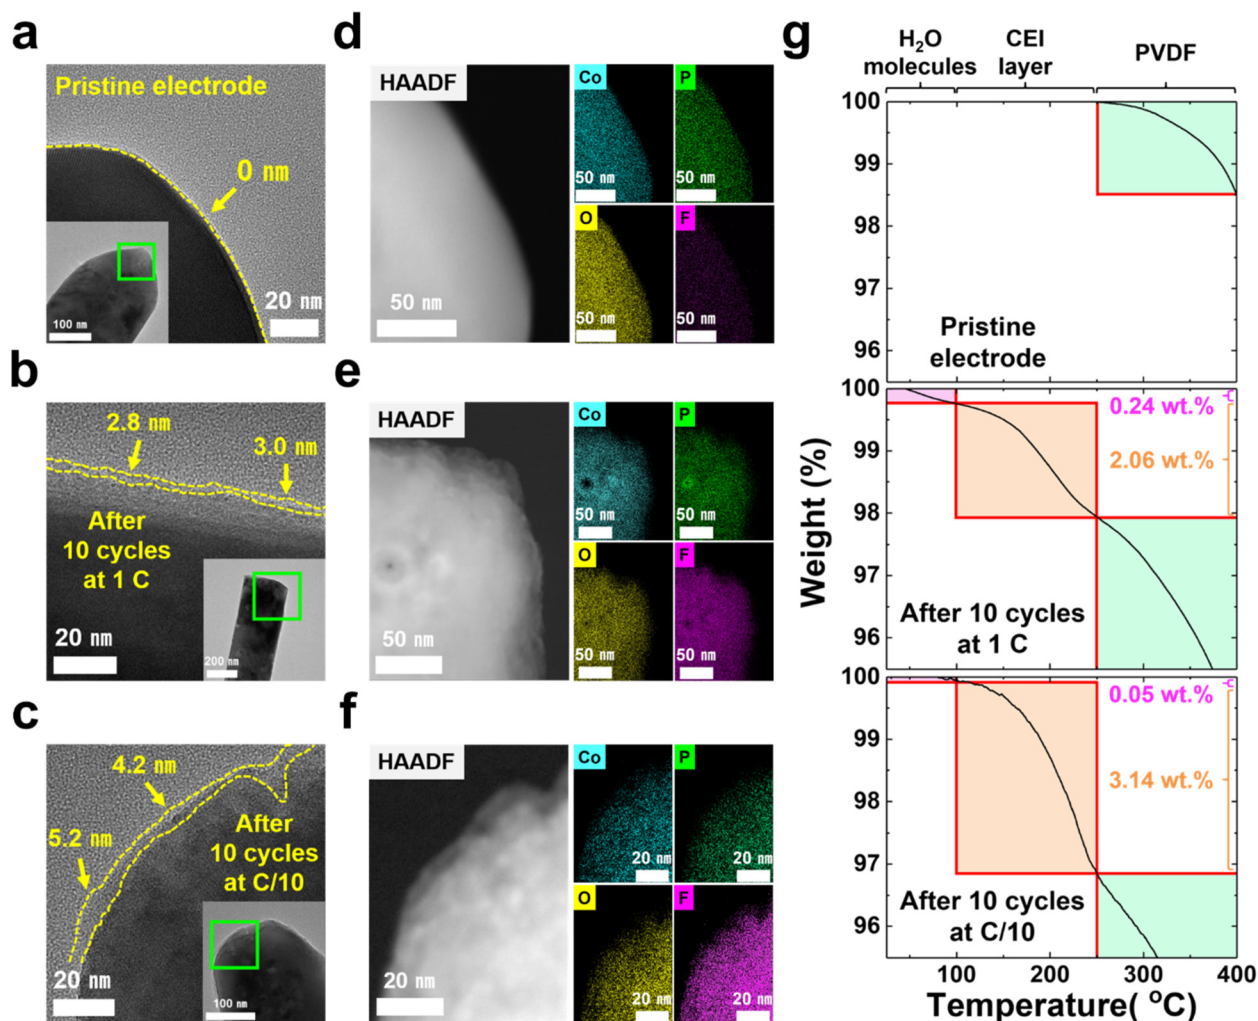 a
Pristine electrode
0 nm
100 nm
20 nm
b
2.8 nm
3.0 nm
After
10 cycles
at 1 C
20 nm
200 nm
c
4.2 nm
5.2 nm
After
10 cycles
at C/10
20 nm
100 nm
d
HAADF
50 nm
Co
50 nm
P
50 nm
O
50 nm
F
50 nm
e
HAADF
50 nm
Co
50 nm
P
50 nm
O
50 nm
F
50 nm
f
HAADF
20 nm
Co
20 nm
P
20 nm
O
20 nm
F
20 nm
g
H₂O
molecules
CEI
layer
PVDF
100
99
98
97
96
Pristine
electrode
100
99
98
97
96
0.24 wt.%
2.06 wt.%
After 10 cycles
at 1 C
100
99
98
97
96
0.05 wt.%
3.14 wt.%
After 10 cycles
at C/10
Weight (%)
100
200
300
400
Temperature( °C)